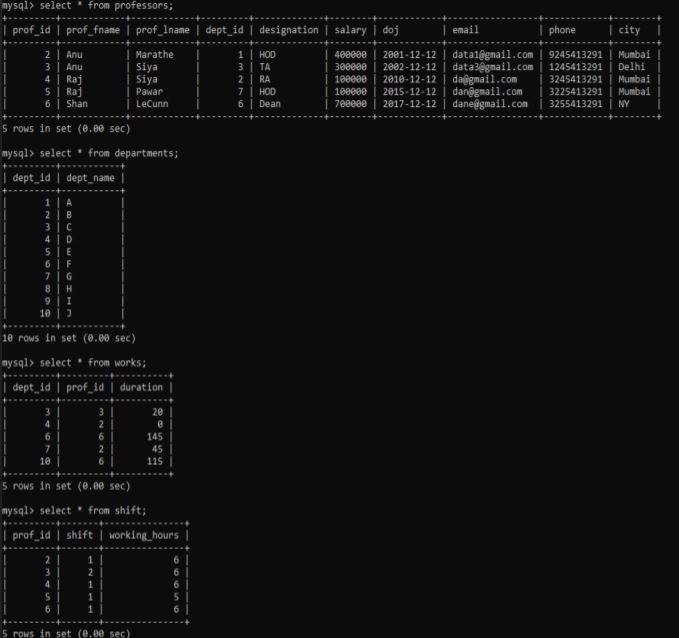 mysql> select * from professors;
+---------+------------+------------+---------+-------------+--------+------------+-----------------+------------+--------+
| prof_id | prof_fname | prof_lname | dept_id | designation | salary | doj | email | phone | city |
+---------+------------+------------+---------+-------------+--------+------------+-----------------+------------+--------+
| 2 | Anu | Marathe | 1 | HOD | 400000 | 2001-12-12 | data1@gmail.com | 9245413291 | Mumbai |
| 3 | Anu | Siya | 3 | TA | 300000 | 2002-12-12 | data3@gmail.com | 1245413291 | Delhi |
| 4 | Raj | Siya | 2 | RA | 100000 | 2010-12-12 | da@gmail.com | 3245413291 | Mumbai |
| 5 | Raj | Pawar | 7 | HOD | 100000 | 2015-12-12 | dan@gmail.com | 3225413291 | Mumbai |
| 6 | Shan | LeCunn | 6 | Dean | 700000 | 2017-12-12 | dane@gmail.com | 3255413291 | NY |
+---------+------------+------------+---------+-------------+--------+------------+-----------------+------------+--------+
5 rows in set (0.00 sec)
mysql> select * from departments;
+---------+-----------+
| dept_id | dept_name |
+---------+-----------+
| 1 | A |
| 2 | B |
| 3 | C |
| 4 | D |
| 5 | E |
| 6 | F |
| 7 | G |
| 8 | H |
| 9 | I |
| 10 | J |
+---------+-----------+
10 rows in set (0.00 sec)
mysql> select * from works;
+---------+---------+----------+
| dept_id | prof_id | duration |
+---------+---------+----------+
| 3 | 3 | 20 |
| 4 | 2 | 0 |
| 6 | 6 | 145 |
| 7 | 2 | 45 |
| 10 | 6 | 115 |
+---------+---------+----------+
5 rows in set (0.00 sec)
mysql> select * from shift;
+---------+-------+---------------+
| prof_id | shift | working_hours |
+---------+-------+---------------+
| 2 | 1 | 6 |
| 3 | 2 | 6 |
| 4 | 1 | 6 |
| 5 | 1 | 5 |
| 6 | 1 | 6 |
+---------+-------+---------------+
5 rows in set (0.00 sec)